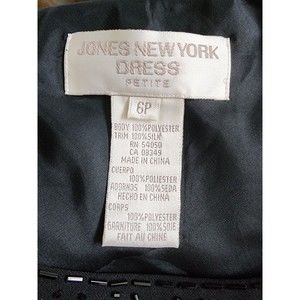 JONES NEW YORK
DRESS
PETITE
6P
BODY 100%POLYESTER
TRIM 100%SILK
RN 54050
CA 08349
MADE IN CHINA
CUERPO
100%POLIESTER
ADORNOS 100%SEDA
HECHO EN CHINA
CORPS
100%POLYESTER
GARNITURE 100%SOIE
FAIT AU CHINE